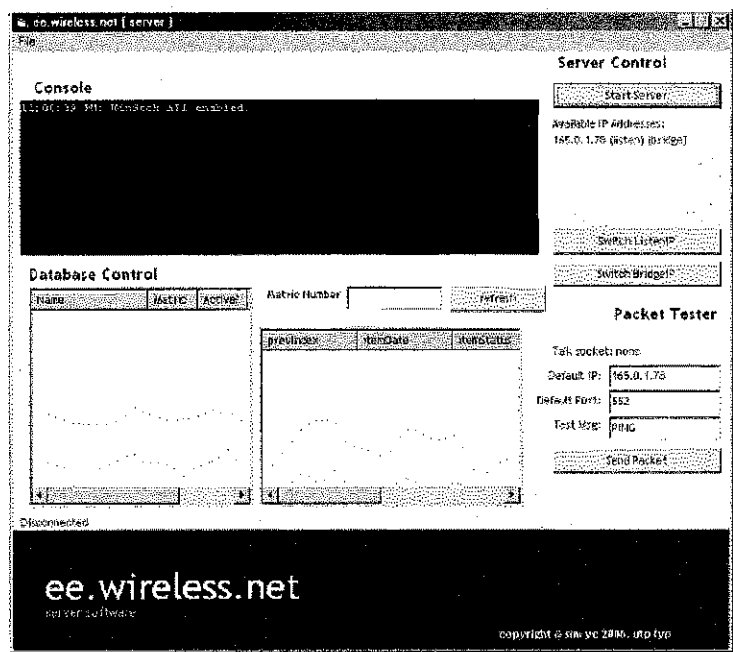 ee.wireless.net [ server ]
File
Server Control
Console
Start Server
WinSock API enabled.
Available IP Addresses:
165.0.1.78 (listen) [bridge]
Switch ListenIP
Database Control
Switch BridgeIP
Name Matric Active?
Matric Number
refresh
Packet Tester
prevIndex itemDate itemStatus
Talk socket: none
Default IP: 165.0.1.78
Default Port: 552
Test Msg: PING
Send Packet
Disconnected
ee.wireless.net
server software
copyright @ sim yc 2006. utp fyp